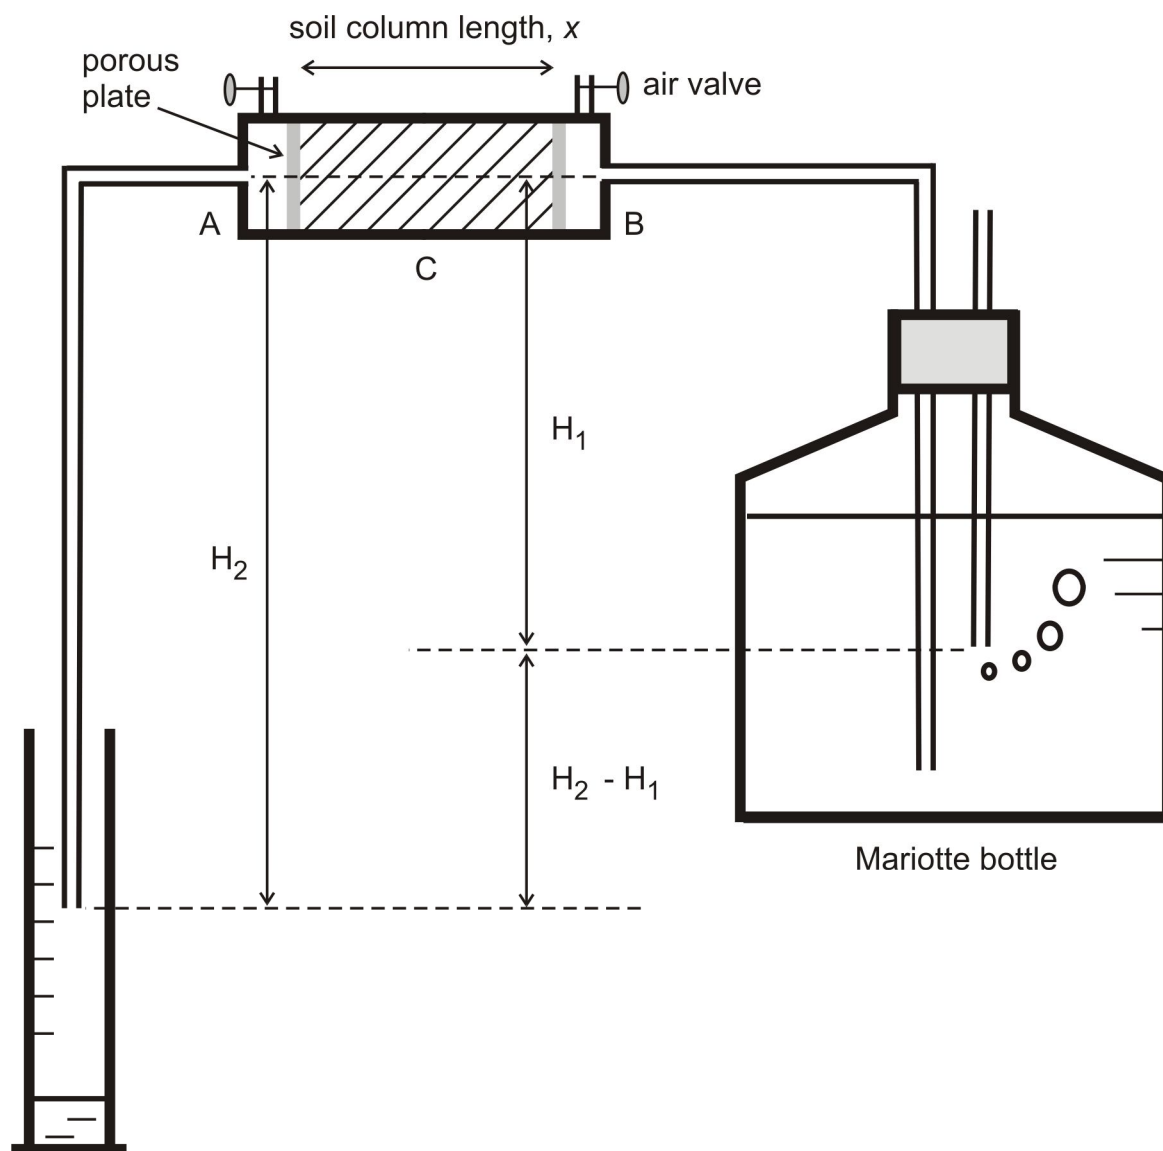 soil column length, x
porous
plate
air valve
A
B
C
H₁
H₂
H₂ - H₁
Mariotte bottle